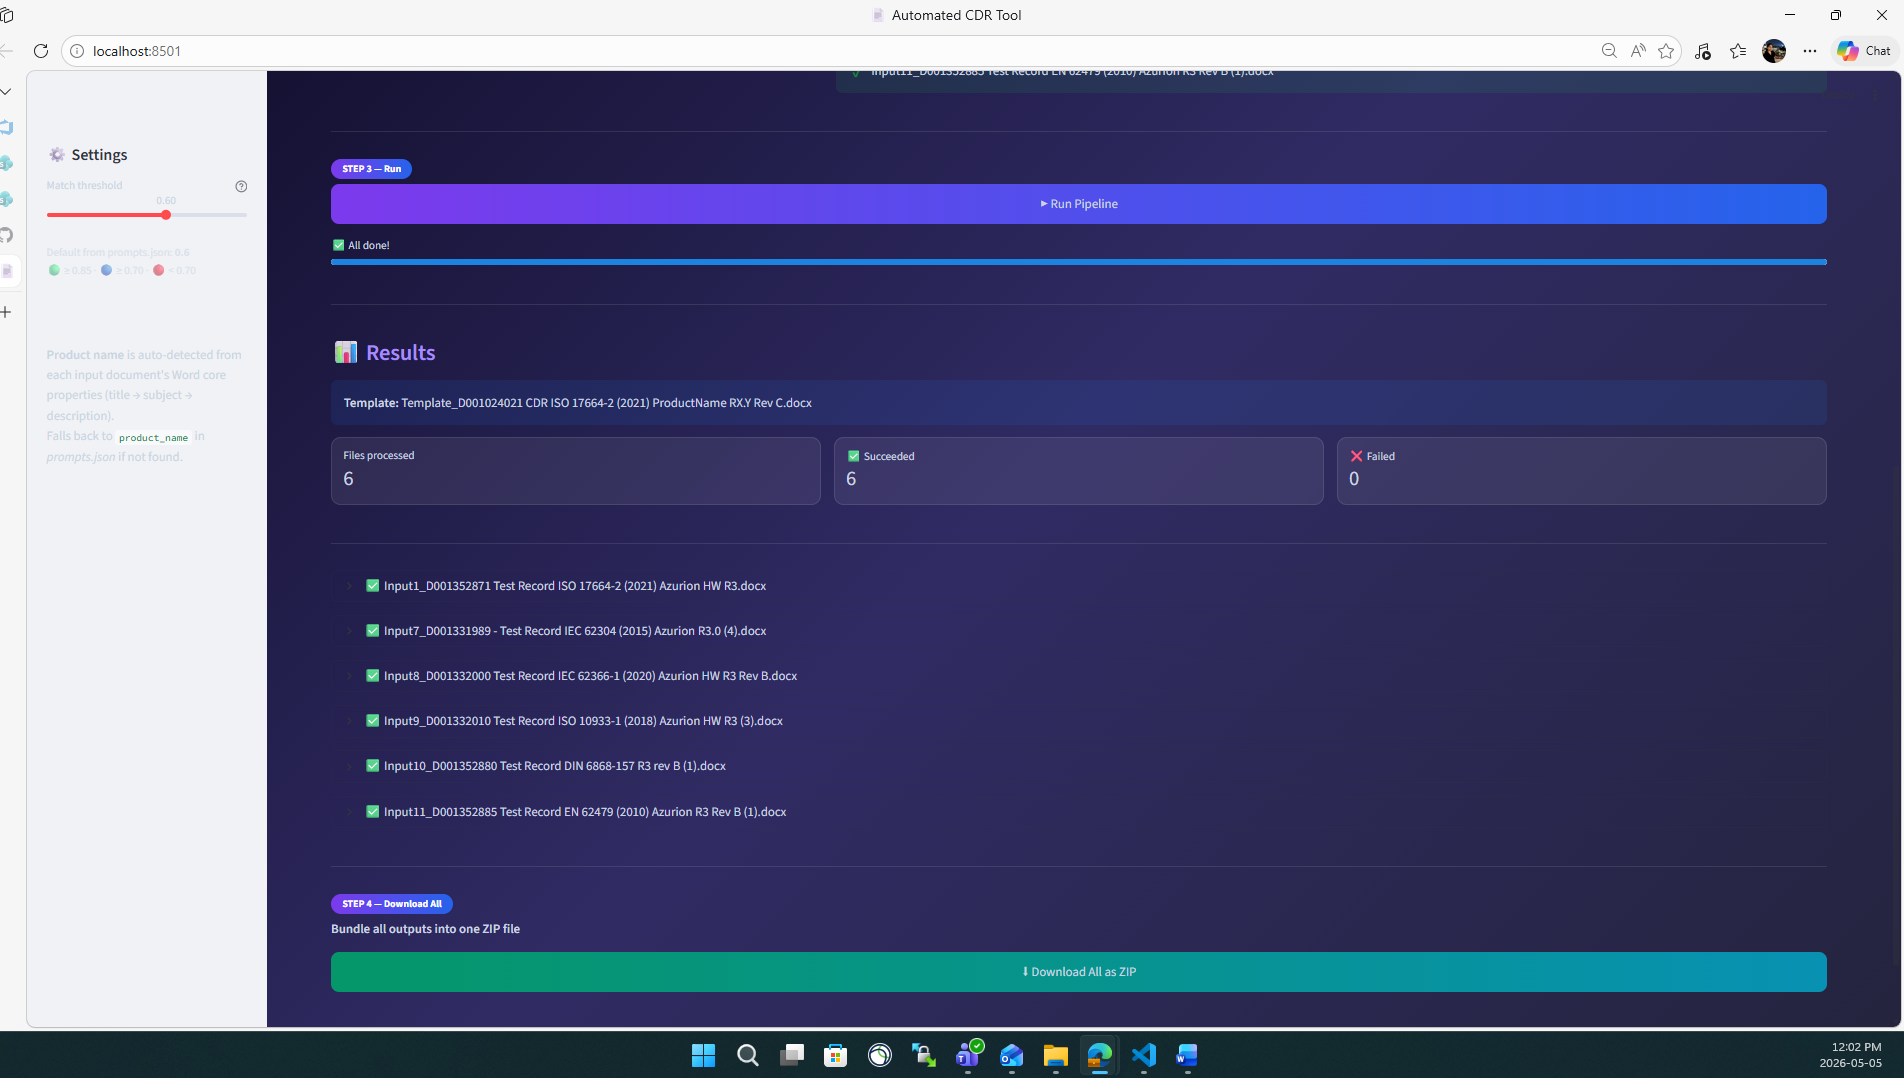 Automated CDR Tool
localhost:8501
Chat
Input11_D001352885 Test Record EN 62479 (2010) Azurion R3 Rev B (1).docx
Settings
Match threshold
0.60
Default from prompts.json: 0.6
≥ 0.85 · ≥ 0.70 · < 0.70
Product name is auto-detected from
each input document's Word core
properties (title → subject →
description).
Falls back to product_name in
prompts.json if not found.
STEP 3 — Run
▶ Run Pipeline
✅ All done!
Results
Template: Template_D001024021 CDR ISO 17664-2 (2021) ProductName RX.Y Rev C.docx
Files processed
6
✅ Succeeded
6
❌ Failed
0
✅ Input1_D001352871 Test Record ISO 17664-2 (2021) Azurion HW R3.docx
✅ Input7_D001331989 - Test Record IEC 62304 (2015) Azurion R3.0 (4).docx
✅ Input8_D001332000 Test Record IEC 62366-1 (2020) Azurion HW R3 Rev B.docx
✅ Input9_D001332010 Test Record ISO 10933-1 (2018) Azurion HW R3 (3).docx
✅ Input10_D001352880 Test Record DIN 6868-157 R3 rev B (1).docx
✅ Input11_D001352885 Test Record EN 62479 (2010) Azurion R3 Rev B (1).docx
STEP 4 — Download All
Bundle all outputs into one ZIP file
⬇ Download All as ZIP
12:02 PM
2026-05-05